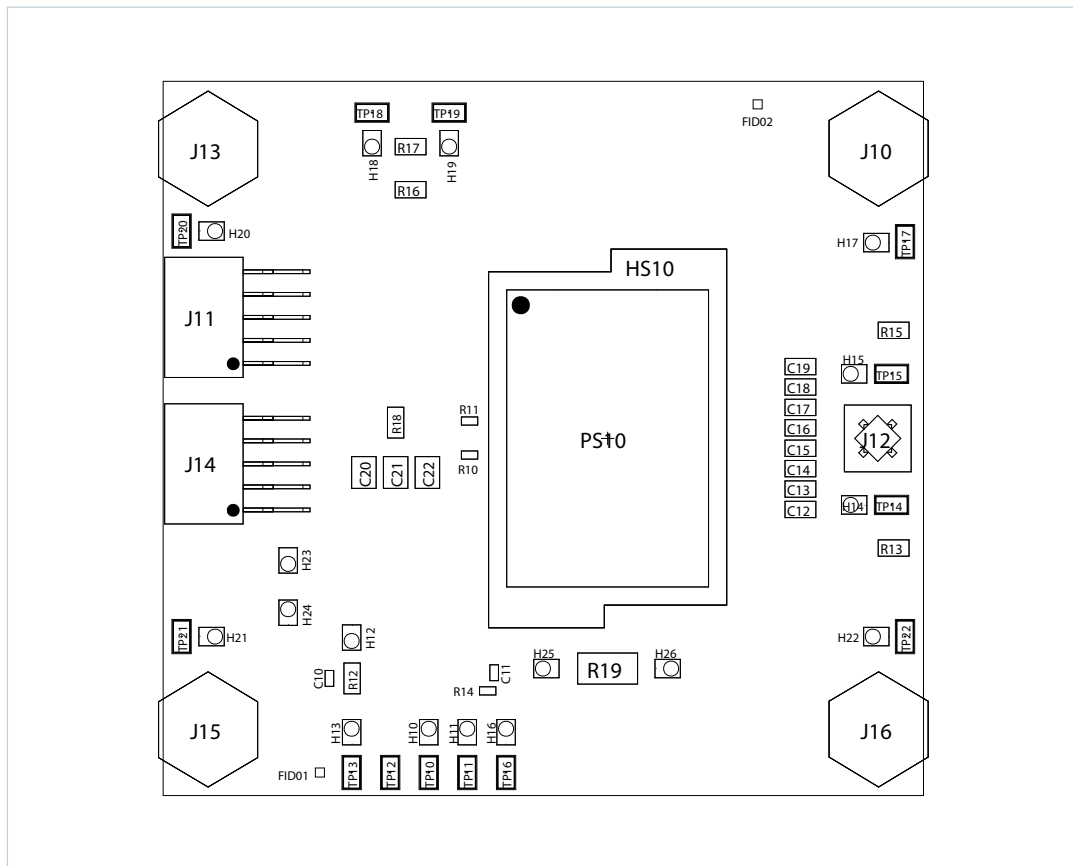 TP18
TP19
FID02
J13
H18
R17
H19
J10
R16
TP20
H20
H17
TP17
HS10
J11
R15
H15
C19
TP15
C18
C17
R11
R18
C16
PS10
J12
C15
J14
R10
C20
C21
C22
C14
C13
C12
H14
TP14
R13
H23
H24
TP21
H21
H12
H22
TP22
H25
H26
C10
R12
C11
R19
R14
J15
H13
H10
H11
H16
J16
FID01
TP13
TP12
TP10
TP11
TP16